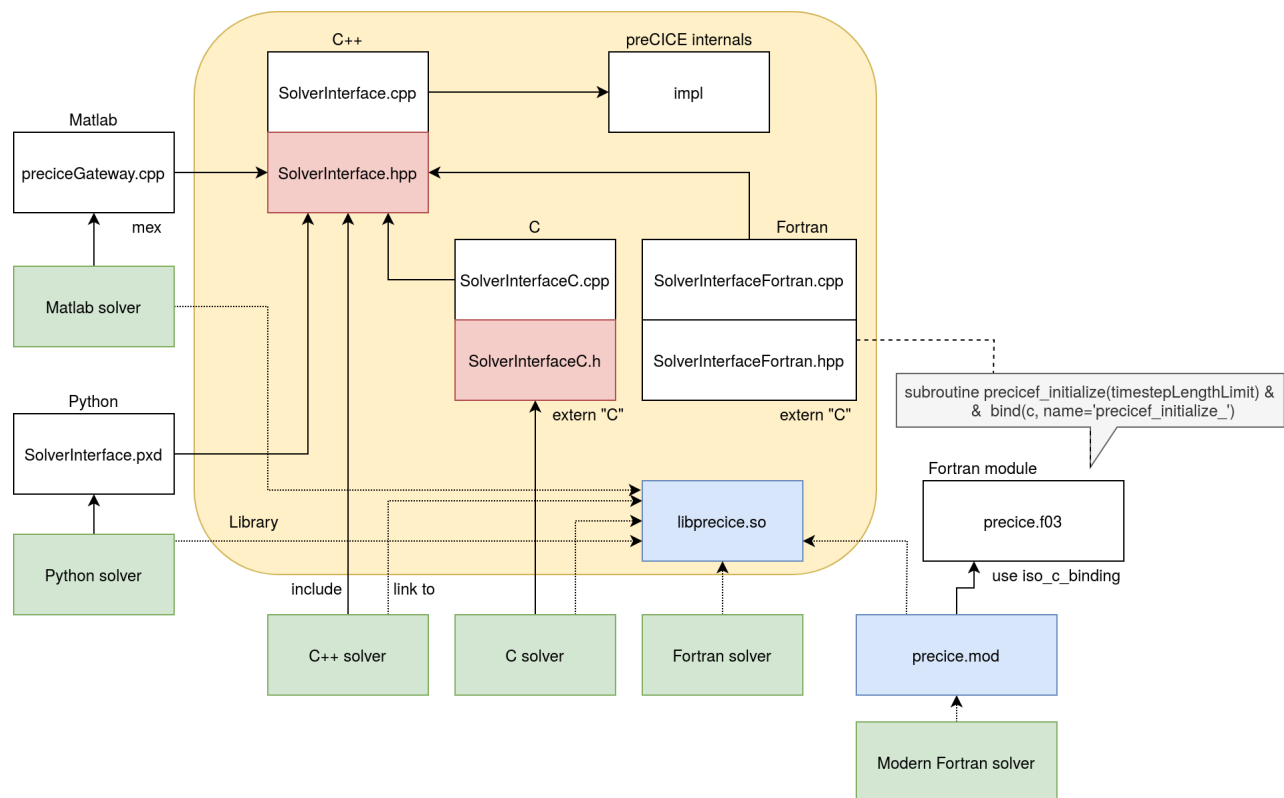 C++
preCICE internals
SolverInterface.cpp
impl
Matlab
preciceGateway.cpp
SolverInterface.hpp
mex
C
Fortran
Matlab solver
SolverInterfaceC.cpp
SolverInterfaceFortran.cpp
SolverInterfaceC.h
SolverInterfaceFortran.hpp
extern "C"
extern "C"
subroutine precicef_initialize(timestepLengthLimit) &
& bind(c, name='precicef_initialize_')
Python
SolverInterface.pxd
Fortran module
Library
libprecice.so
precice.f03
Python solver
include
link to
use iso_c_binding
C++ solver
C solver
Fortran solver
precice.mod
Modern Fortran solver